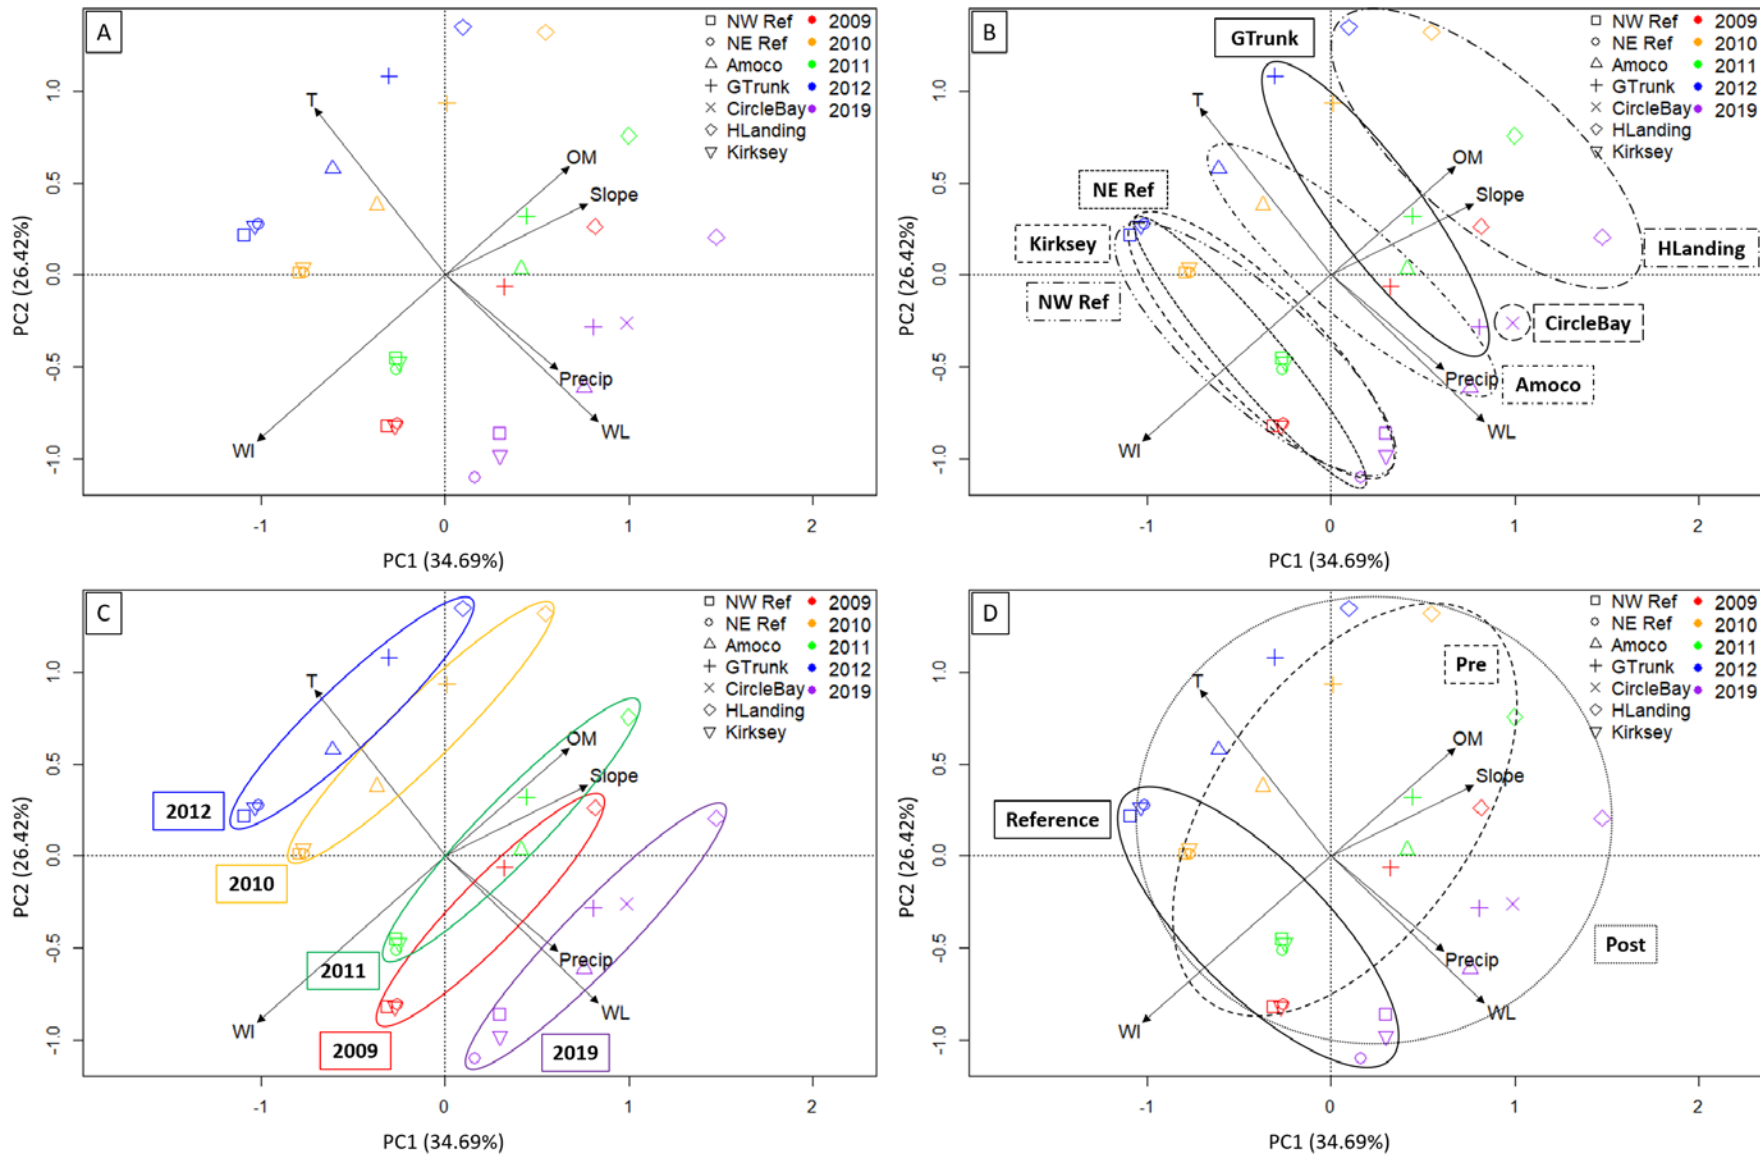 A
NW Ref 2009
NE Ref 2010
Amoco 2011
GTrunk 2012
CircleBay 2019
HLanding
Kirksey
T
OM
Slope
Precip
WL
WI
PC2 (26.42%)
1.0
0.5
0.0
-0.5
-1.0
-1 0 1 2
PC1 (34.69%)
B
GTrunk
NW Ref 2009
NE Ref 2010
Amoco 2011
GTrunk 2012
CircleBay 2019
HLanding
Kirksey
T
OM
Slope
NE Ref
Kirksey
NW Ref
HLanding
CircleBay
Amoco
Precip
WL
WI
PC2 (26.42%)
1.0
0.5
0.0
-0.5
-1.0
-1 0 1 2
PC1 (34.69%)
C
NW Ref 2009
NE Ref 2010
Amoco 2011
GTrunk 2012
CircleBay 2019
HLanding
Kirksey
T
OM
Slope
2012
2010
2011
2009
2019
Precip
WL
WI
PC2 (26.42%)
1.0
0.5
0.0
-0.5
-1.0
-1 0 1 2
PC1 (34.69%)
D
NW Ref 2009
NE Ref 2010
Amoco 2011
GTrunk 2012
CircleBay 2019
HLanding
Kirksey
Pre
T
OM
Slope
Reference
Post
Precip
WL
WI
PC2 (26.42%)
1.0
0.5
0.0
-0.5
-1.0
-1 0 1 2
PC1 (34.69%)